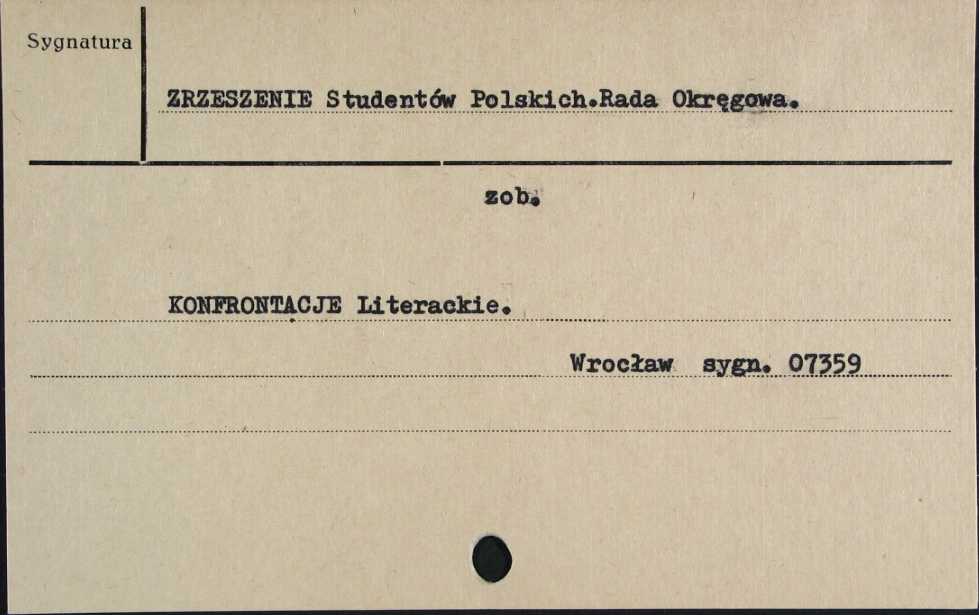 Sygnatura
ZRZESZENIE Studentów Polskich.Rada Okręgowa.
zob.
KONFRONTACJE Literackie.
Wrocław sygn. 07359